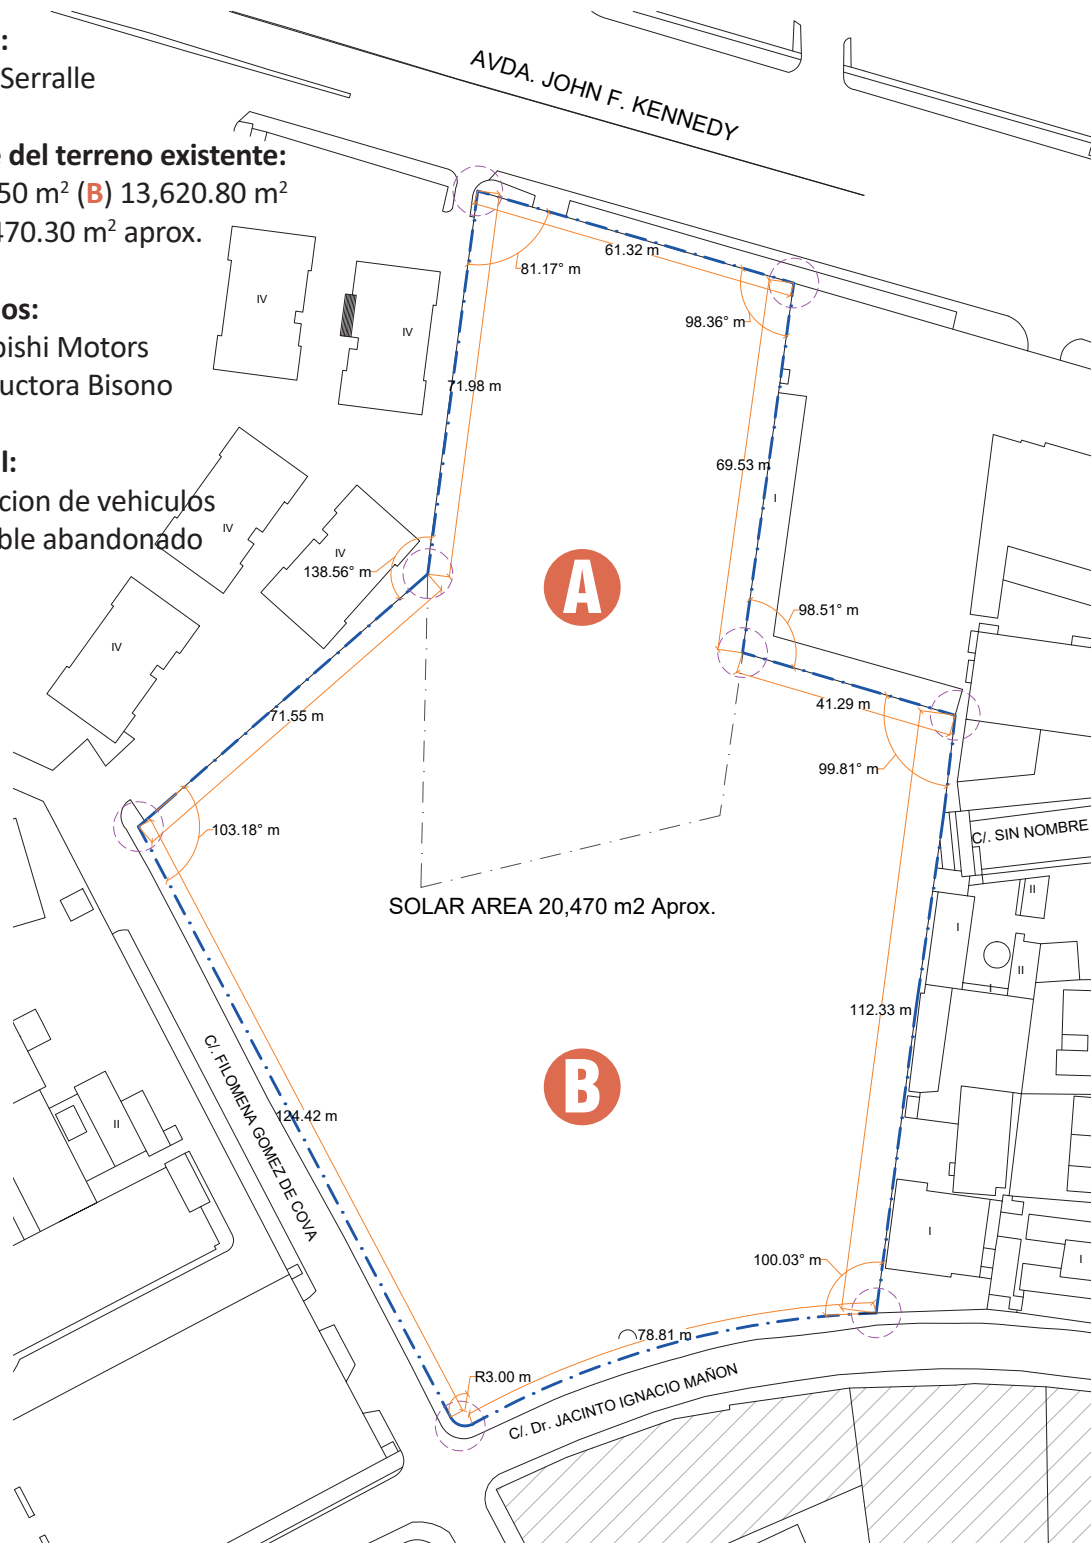 :
Serralle
del terreno existente:
50 m² (B) 13,620.80 m²
470.30 m² aprox.
os:
bishi Motors
uctora Bisono
l:
cion de vehiculos
ble abandonado
AVDA. JOHN F. KENNEDY
61.32 m
81.17° m
98.36° m
IV
IV
71.98 m
69.53 m
I
IV
IV
138.56° m
A
98.51° m
IV
71.55 m
41.29 m
99.81° m
103.18° m
C/. SIN NOMBRE
SOLAR AREA 20,470 m2 Aprox.
II
I
II
I
112.33 m
C/. FILOMENA GOMEZ DE COVA
B
124.42 m
II
I
I
100.03° m
78.81 m
R3.00 m
C/. Dr. JACINTO IGNACIO MAÑON